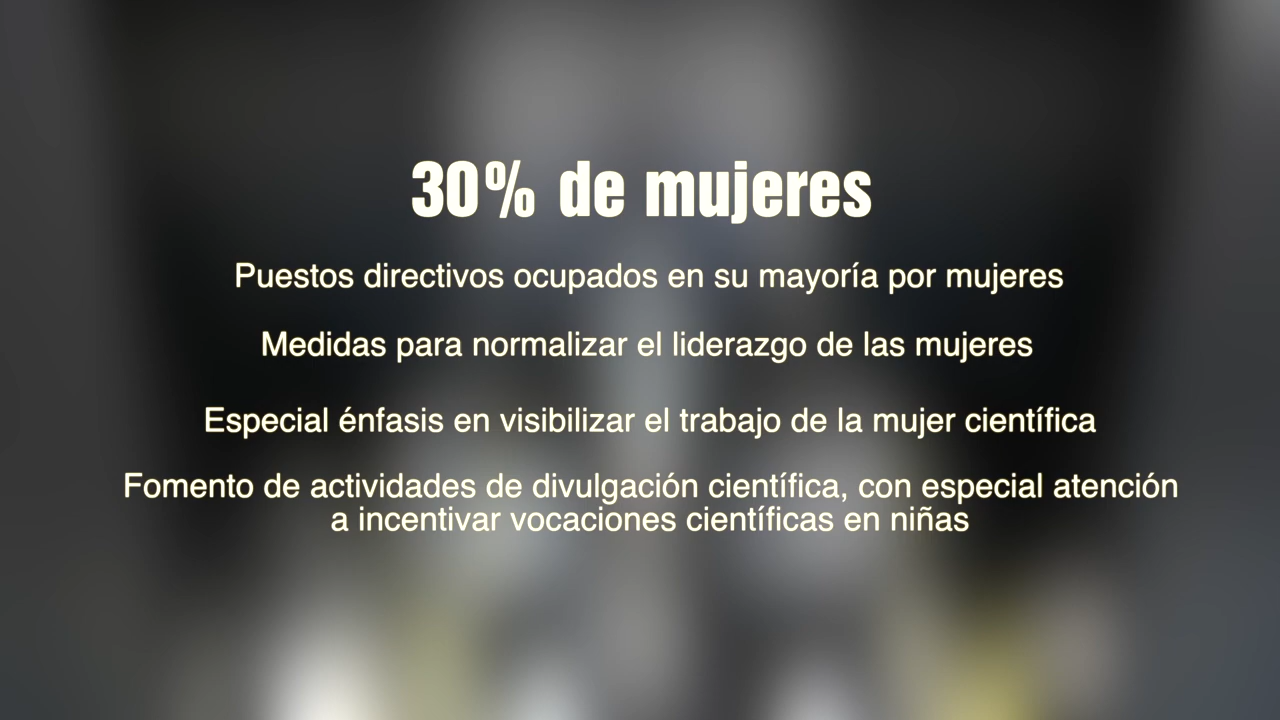 30% de mujeres
Puestos directivos ocupados en su mayoría por mujeres
Medidas para normalizar el liderazgo de las mujeres
Especial énfasis en visibilizar el trabajo de la mujer científica
Fomento de actividades de divulgación científica, con especial atención
a incentivar vocaciones científicas en niñas